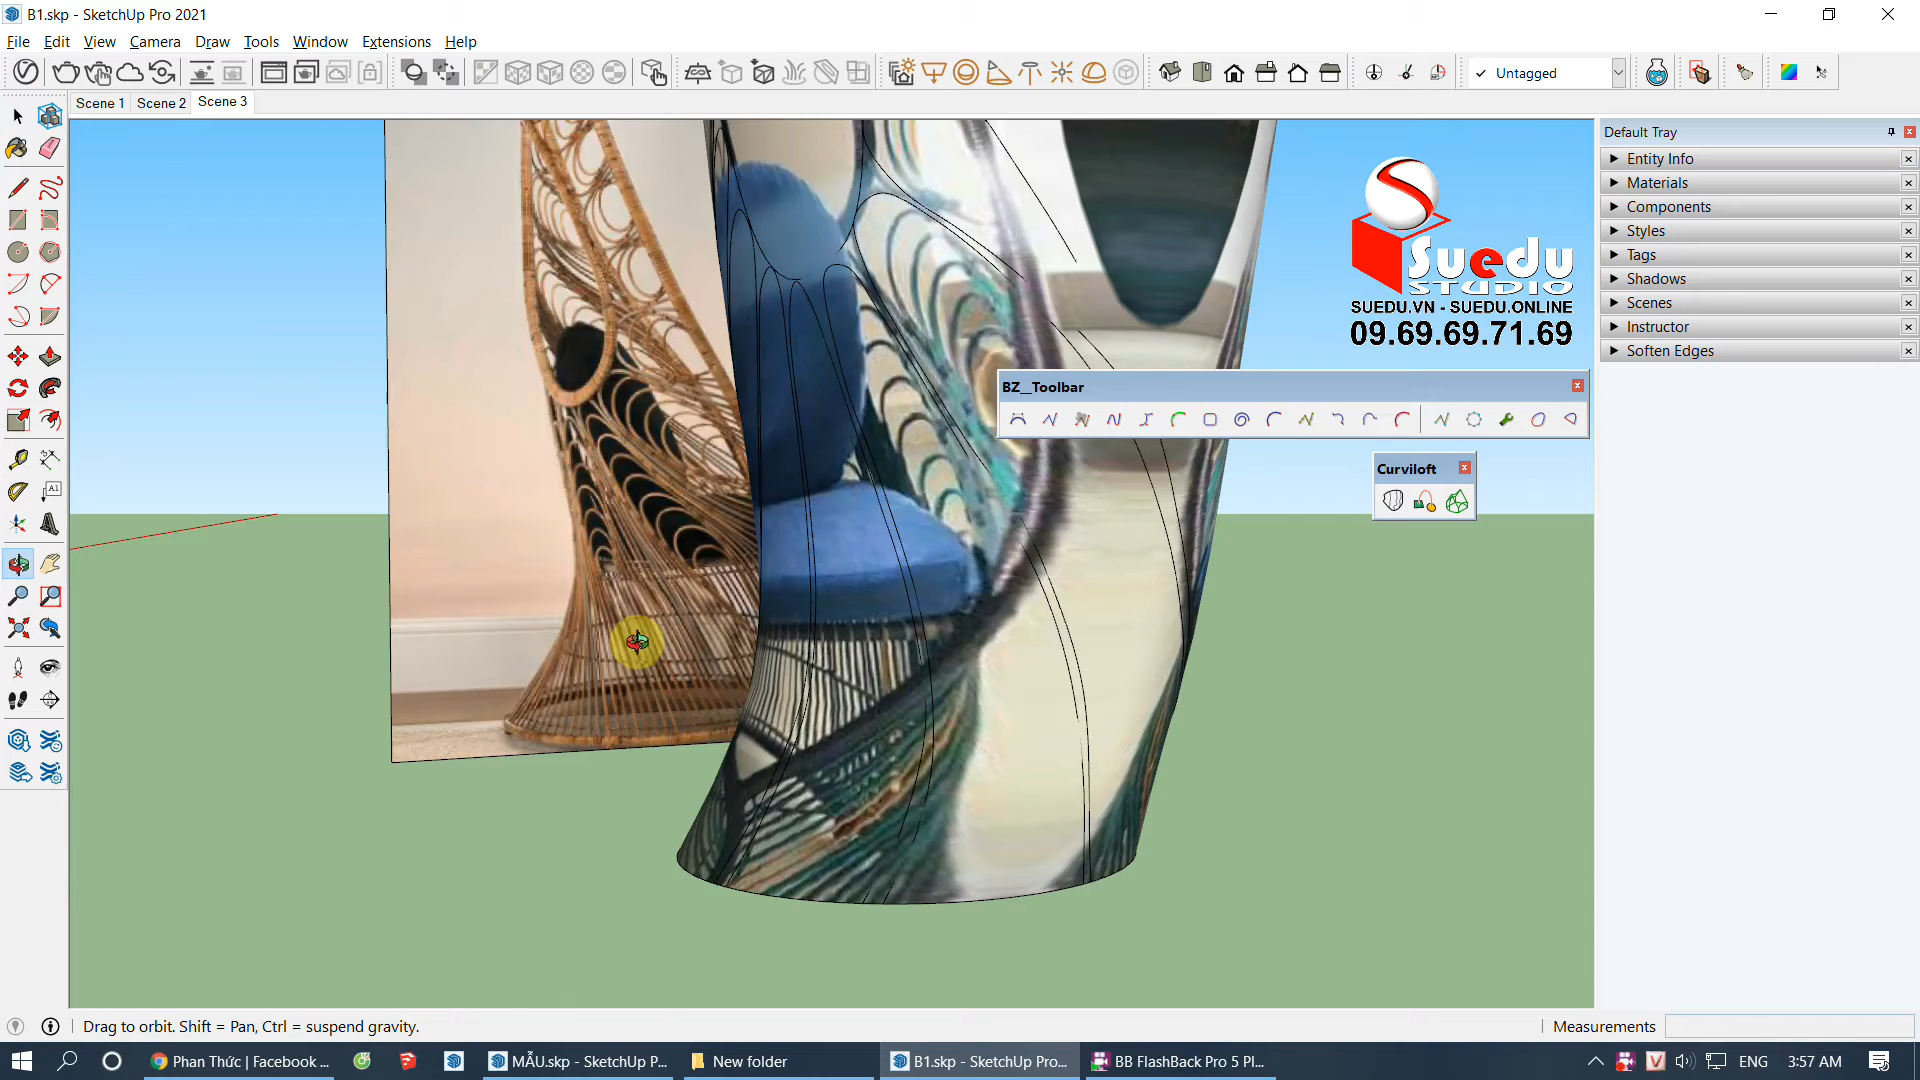 B1.skp - SketchUp Pro 2021
File Edit View Camera Draw Tools Window Extensions Help
Untagged
Scene 1 Scene 2 Scene 3
Default Tray
Entity Info
Materials
Components
Styles
Tags
Shadows
Scenes
Instructor
Soften Edges
Suedu
STUDIO
SUEDU.VN - SUEDU.ONLINE
09.69.69.71.69
BZ__Toolbar
Curviloft
A1
Drag to orbit. Shift = Pan, Ctrl = suspend gravity.
Measurements
Phan Thức | Facebook ...
MẪU.skp - SketchUp P...
New folder
B1.skp - SketchUp Pro...
BB FlashBack Pro 5 Pl...
ENG
3:57 AM